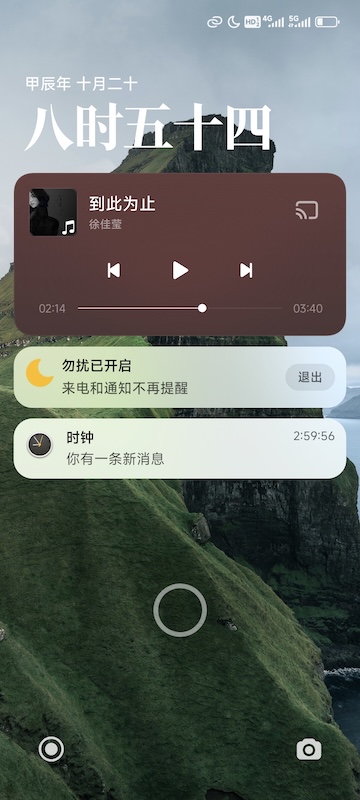 HD 4G 5G
甲辰年 十月二十
八时五十四
到此为止
徐佳莹
02:14 03:40
勿扰已开启
来电和通知不再提醒
退出
时钟 2:59:56
你有一条新消息